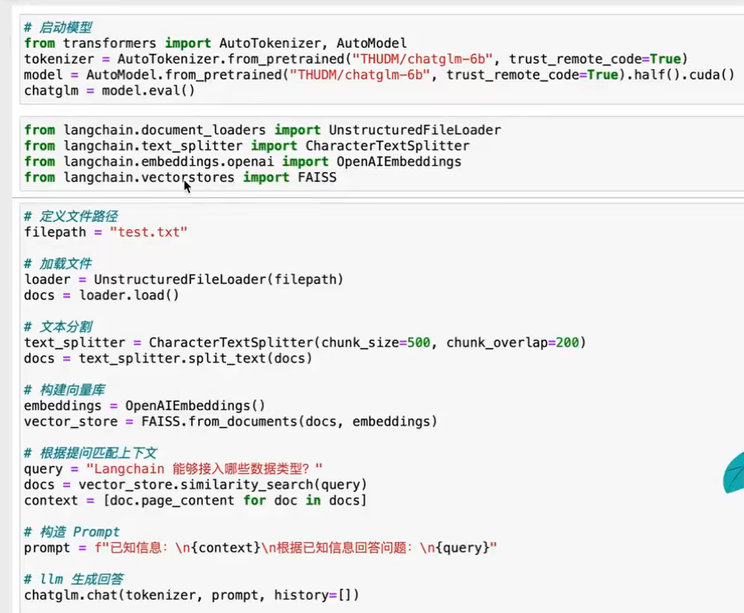 # 启动模型
from transformers import AutoTokenizer, AutoModel
tokenizer = AutoTokenizer.from_pretrained("THUDM/chatglm-6b", trust_remote_code=True)
model = AutoModel.from_pretrained("THUDM/chatglm-6b", trust_remote_code=True).half().cuda()
chatglm = model.eval()
from langchain.document_loaders import UnstructuredFileLoader
from langchain.text_splitter import CharacterTextSplitter
from langchain.embeddings.openai import OpenAIEmbeddings
from langchain.vectorstores import FAISS
# 定义文件路径
filepath = "test.txt"
# 加载文件
loader = UnstructuredFileLoader(filepath)
docs = loader.load()
# 文本分割
text_splitter = CharacterTextSplitter(chunk_size=500, chunk_overlap=200)
docs = text_splitter.split_text(docs)
# 构建向量库
embeddings = OpenAIEmbeddings()
vector_store = FAISS.from_documents(docs, embeddings)
# 根据提问匹配上下文
query = "Langchain 能够接入哪些数据类型？"
docs = vector_store.similarity_search(query)
context = [doc.page_content for doc in docs]
# 构造 Prompt
prompt = f"已知信息：\n{context}\n根据已知信息回答问题：\n{query}"
# llm 生成回答
chatglm.chat(tokenizer, prompt, history=[])